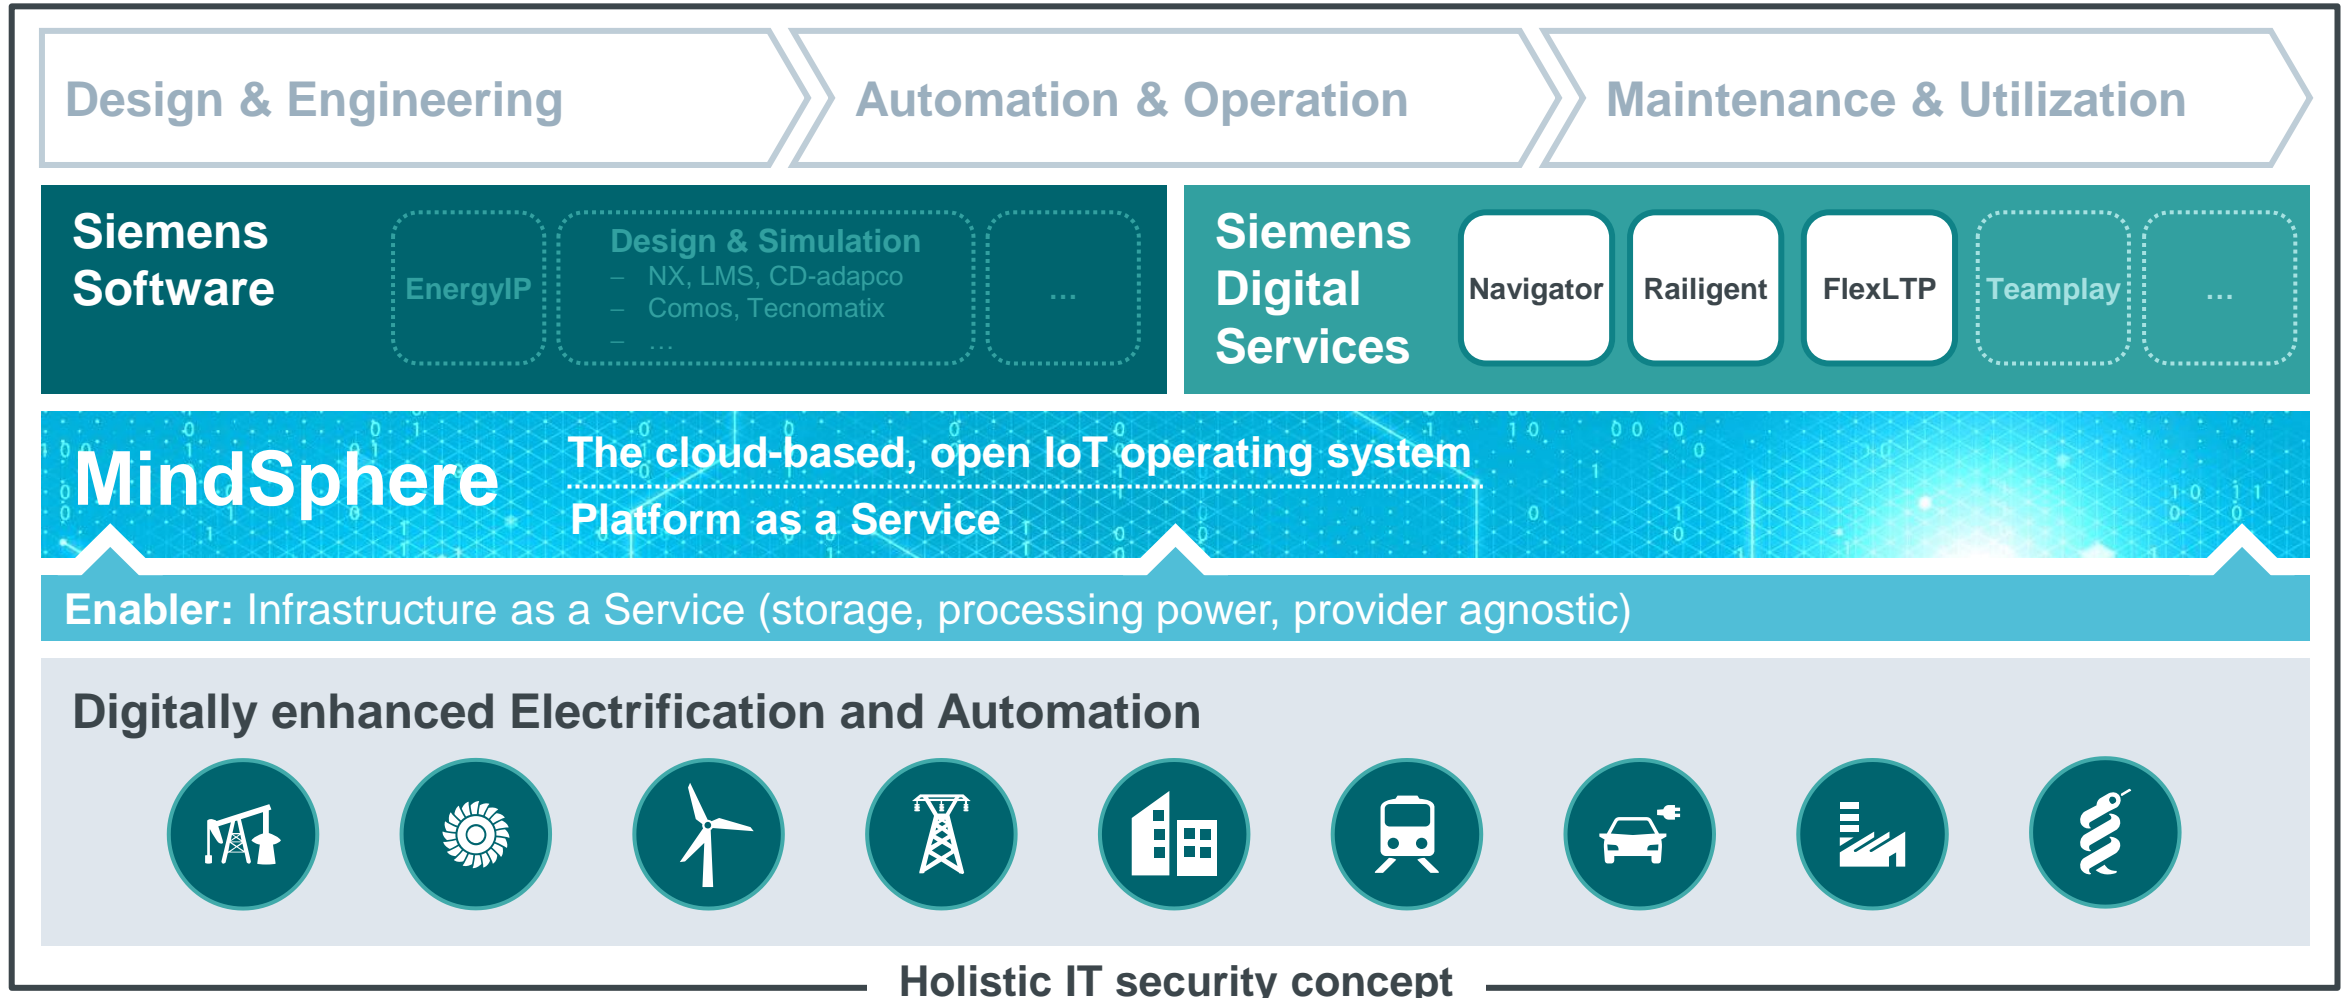 Design & Engineering
Automation & Operation
Maintenance & Utilization
Siemens
Software
EnergyIP
Design & Simulation
– NX, LMS, CD-adapco
– Comos, Tecnomatix
– …
…
Siemens
Digital
Services
Navigator
Railigent
FlexLTP
Teamplay
…
MindSphere
The cloud-based, open IoT operating system
Platform as a Service
Enabler: Infrastructure as a Service (storage, processing power, provider agnostic)
Digitally enhanced Electrification and Automation
Holistic IT security concept